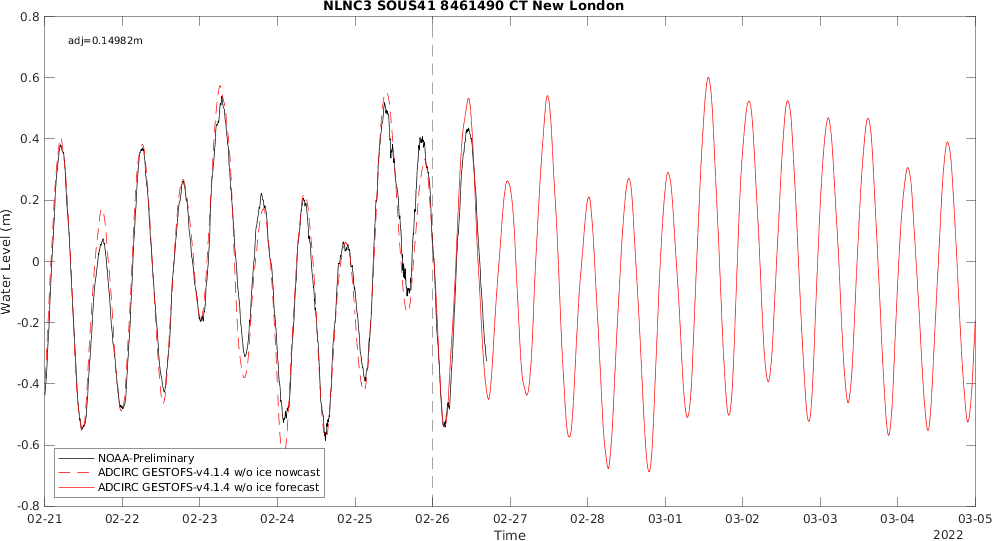 NLNC3 SOUS41 8461490 CT New London
adj=0.14982m
0.8
0.6
0.4
0.2
0
-0.2
-0.4
-0.6
-0.8
Water Level (m)
NOAA-Preliminary
ADCIRC GESTOFS-v4.1.4 w/o ice nowcast
ADCIRC GESTOFS-v4.1.4 w/o ice forecast
02-21 02-22 02-23 02-24 02-25 02-26 02-27 02-28 03-01 03-02 03-03 03-04 03-05
Time
2022